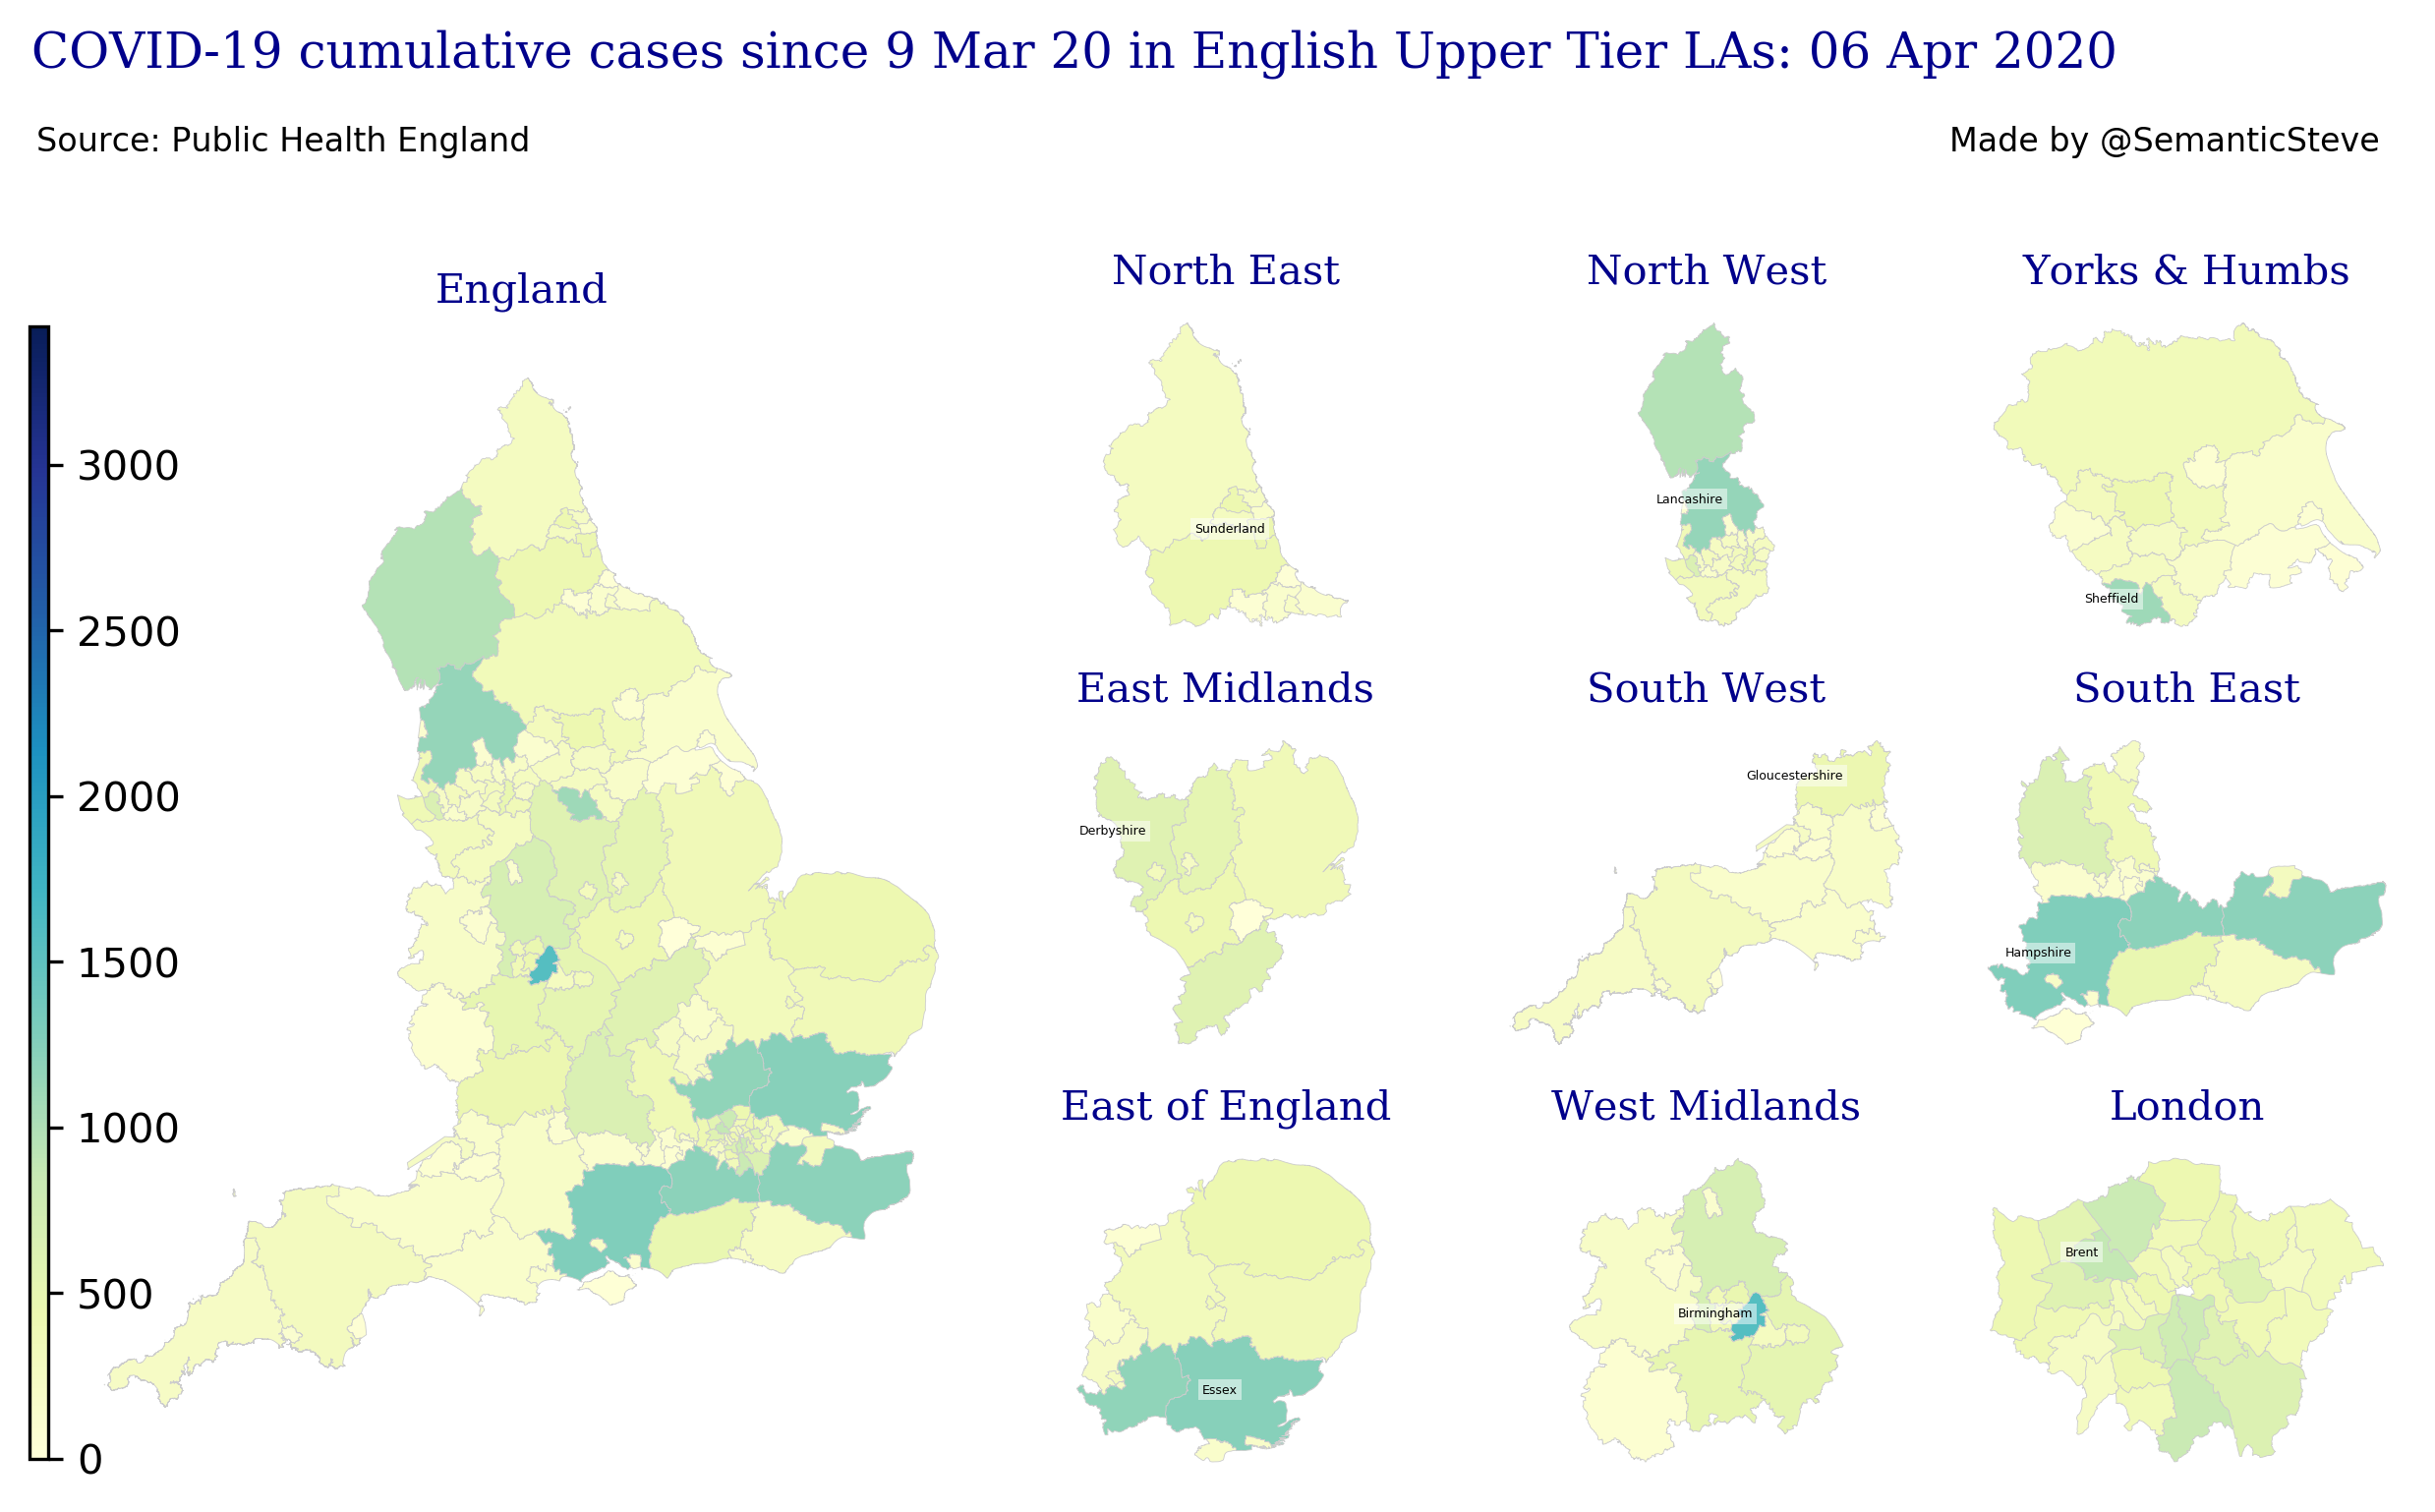 COVID-19 cumulative cases since 9 Mar 20 in English Upper Tier LAs: 06 Apr 2020
Source: Public Health England
Made by @SemanticSteve
England
3000
2500
2000
1500
1000
500
0
North East
Sunderland
North West
Lancashire
Yorks & Humbs
Sheffield
East Midlands
Derbyshire
South West
Gloucestershire
South East
Hampshire
East of England
Essex
West Midlands
Birmingham
London
Brent